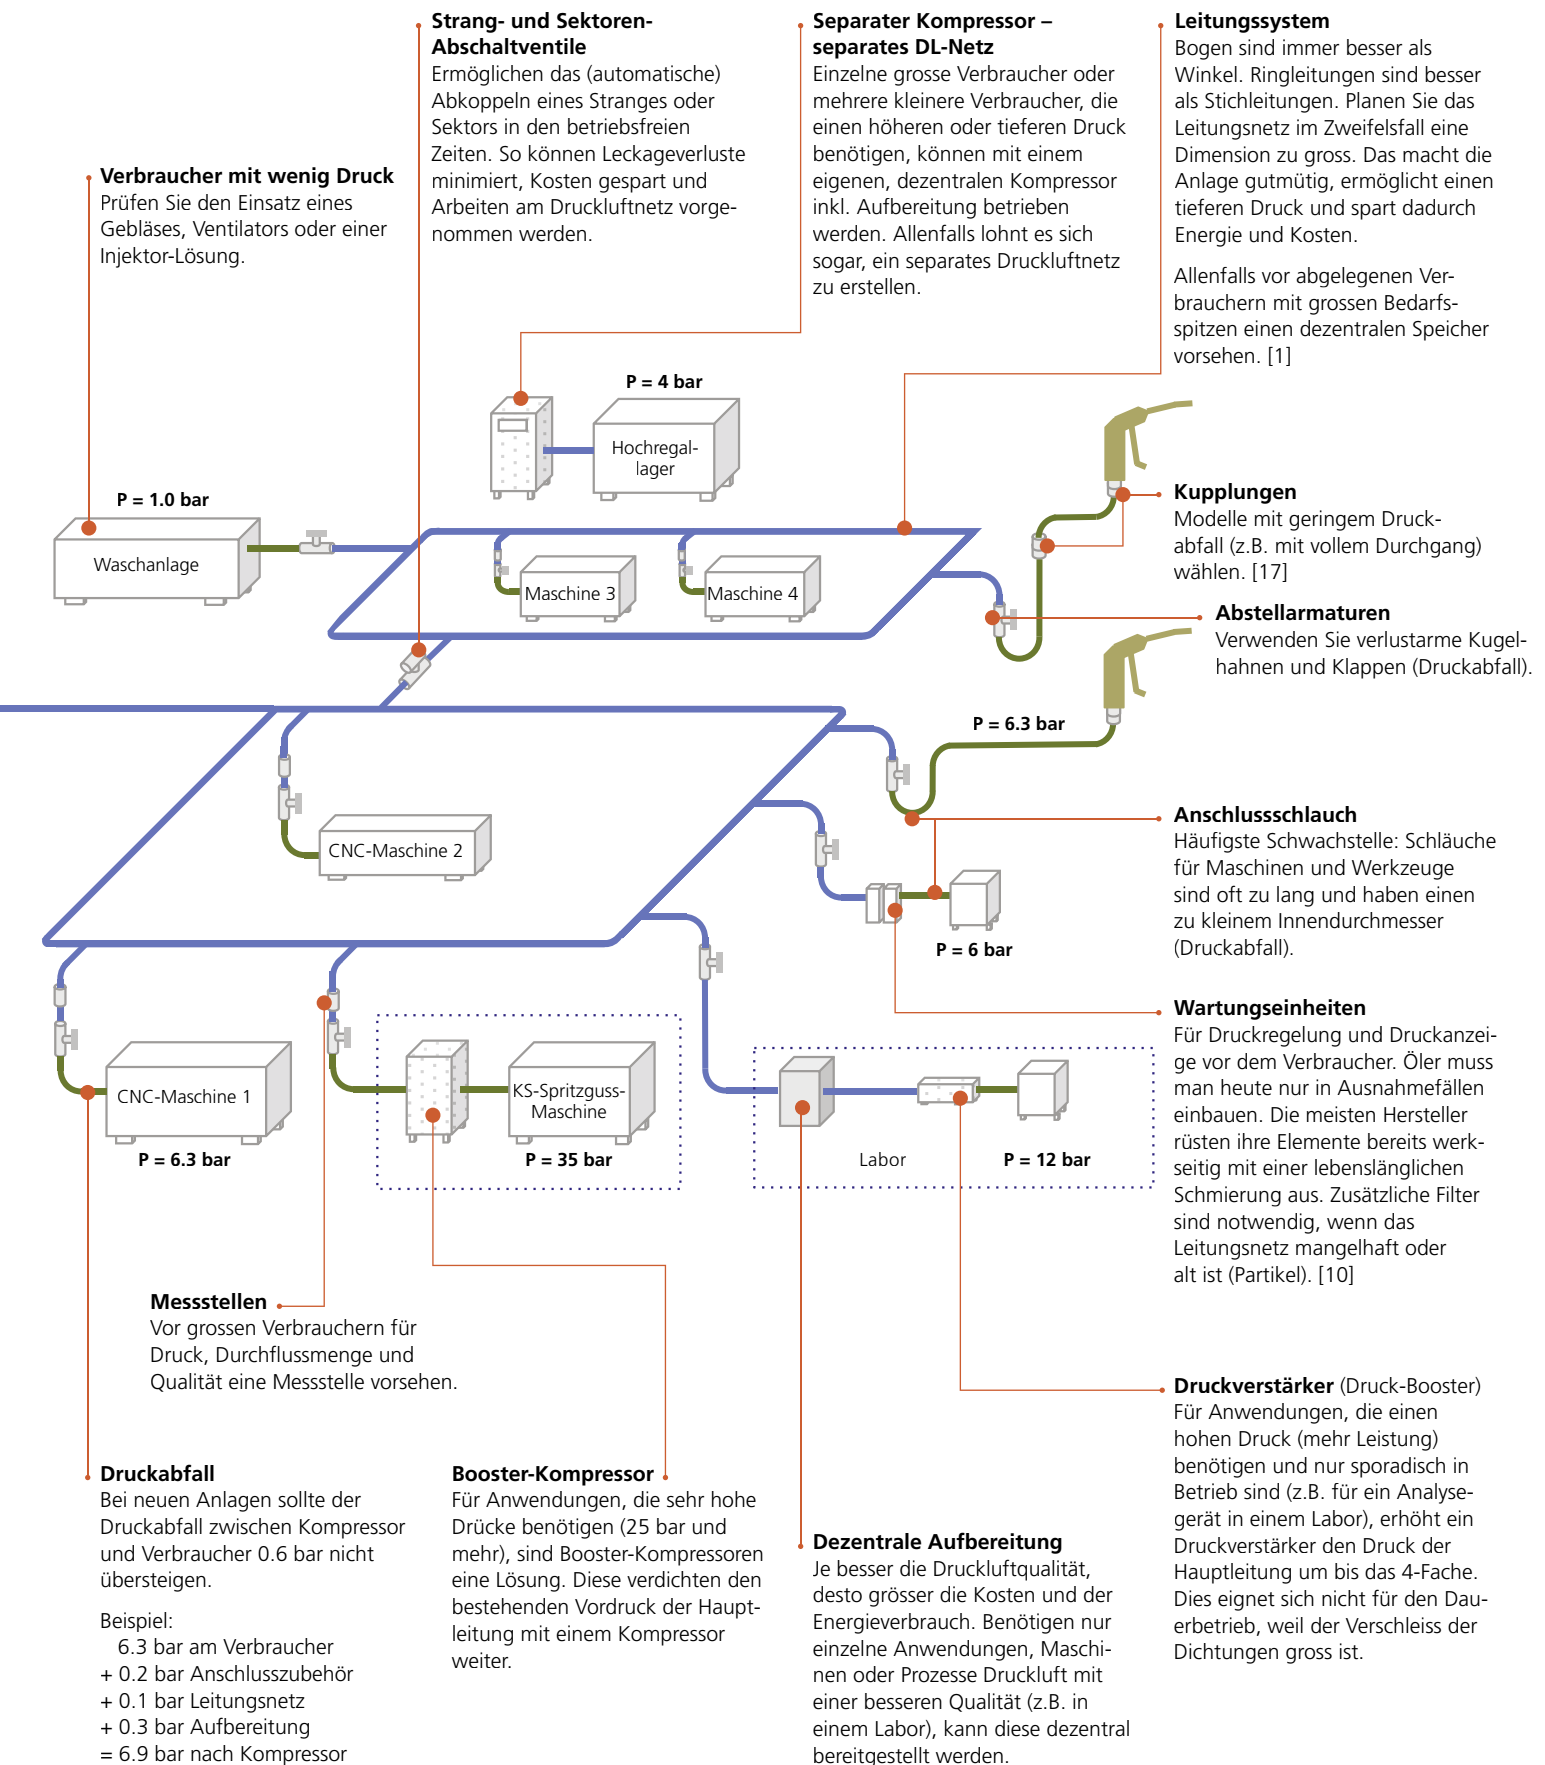 Strang- und Sektoren-
Abschaltventile
Ermöglichen das (automatische)
Abkoppeln eines Stranges oder
Sektors in den betriebsfreien
Zeiten. So können Leckageverluste
minimiert, Kosten gespart und
Arbeiten am Druckluftnetz vorge-
nommen werden.
Separater Kompressor –
separates DL-Netz
Einzelne grosse Verbraucher oder
mehrere kleinere Verbraucher, die
einen höheren oder tieferen Druck
benötigen, können mit einem
eigenen, dezentralen Kompressor
inkl. Aufbereitung betrieben
werden. Allenfalls lohnt es sich
sogar, ein separates Druckluftnetz
zu erstellen.
Leitungssystem
Bogen sind immer besser als
Winkel. Ringleitungen sind besser
als Stichleitungen. Planen Sie das
Leitungsnetz im Zweifelsfall eine
Dimension zu gross. Das macht die
Anlage gutmütig, ermöglicht einen
tieferen Druck und spart dadurch
Energie und Kosten.
Allenfalls vor abgelegenen Ver-
brauchern mit grossen Bedarfs-
spitzen einen dezentralen Speicher
vorsehen. [1]
Verbraucher mit wenig Druck
Prüfen Sie den Einsatz eines
Gebläses, Ventilators oder einer
Injektor-Lösung.
P = 4 bar
Hochregal-
lager
P = 1.0 bar
Waschanlage
Maschine 3
Maschine 4
Kupplungen
Modelle mit geringem Druck-
abfall (z.B. mit vollem Durchgang)
wählen. [17]
Abstellarmaturen
Verwenden Sie verlustarme Kugel-
hahnen und Klappen (Druckabfall).
P = 6.3 bar
CNC-Maschine 2
Anschlussschlauch
Häufigste Schwachstelle: Schläuche
für Maschinen und Werkzeuge
sind oft zu lang und haben einen
zu kleinem Innendurchmesser
(Druckabfall).
P = 6 bar
Wartungseinheiten
Für Druckregelung und Druckanzei-
ge vor dem Verbraucher. Öler muss
man heute nur in Ausnahmefällen
einbauen. Die meisten Hersteller
rüsten ihre Elemente bereits werk-
seitig mit einer lebenslänglichen
Schmierung aus. Zusätzliche Filter
sind notwendig, wenn das
Leitungsnetz mangelhaft oder
alt ist (Partikel). [10]
CNC-Maschine 1
P = 6.3 bar
KS-Spritzguss-
Maschine
P = 35 bar
Labor
P = 12 bar
Messstellen
Vor grossen Verbrauchern für
Druck, Durchflussmenge und
Qualität eine Messstelle vorsehen.
Druckabfall
Bei neuen Anlagen sollte der
Druckabfall zwischen Kompressor
und Verbraucher 0.6 bar nicht
übersteigen.
Beispiel:
6.3 bar am Verbraucher
+ 0.2 bar Anschlusszubehör
+ 0.1 bar Leitungsnetz
+ 0.3 bar Aufbereitung
= 6.9 bar nach Kompressor
Booster-Kompressor
Für Anwendungen, die sehr hohe
Drücke benötigen (25 bar und
mehr), sind Booster-Kompressoren
eine Lösung. Diese verdichten den
bestehenden Vordruck der Haupt-
leitung mit einem Kompressor
weiter.
Dezentrale Aufbereitung
Je besser die Druckluftqualität,
desto grösser die Kosten und der
Energieverbrauch. Benötigen nur
einzelne Anwendungen, Maschi-
nen oder Prozesse Druckluft mit
einer besseren Qualität (z.B. in
einem Labor), kann diese dezentral
bereitgestellt werden.
Druckverstärker (Druck-Booster)
Für Anwendungen, die einen
hohen Druck (mehr Leistung)
benötigen und nur sporadisch in
Betrieb sind (z.B. für ein Analyse-
gerät in einem Labor), erhöht ein
Druckverstärker den Druck der
Hauptleitung um bis das 4-Fache.
Dies eignet sich nicht für den Dau-
erbetrieb, weil der Verschleiss der
Dichtungen gross ist.